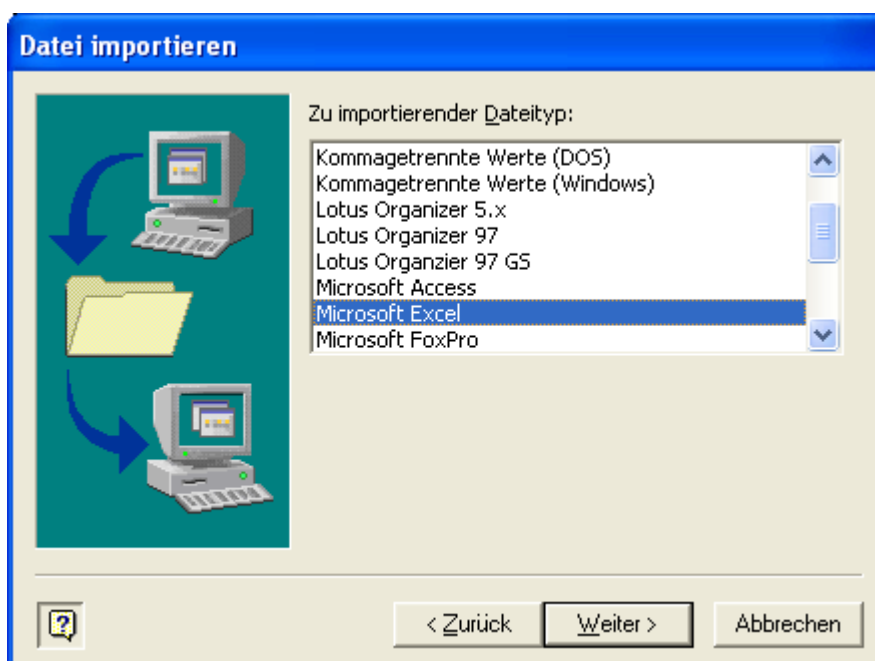 Datei importieren
Zu importierender Dateityp:
Kommagetrennte Werte (DOS)
Kommagetrennte Werte (Windows)
Lotus Organizer 5.x
Lotus Organizer 97
Lotus Organzier 97 GS
Microsoft Access
Microsoft Excel
Microsoft FoxPro
?
< Zurück
Weiter >
Abbrechen